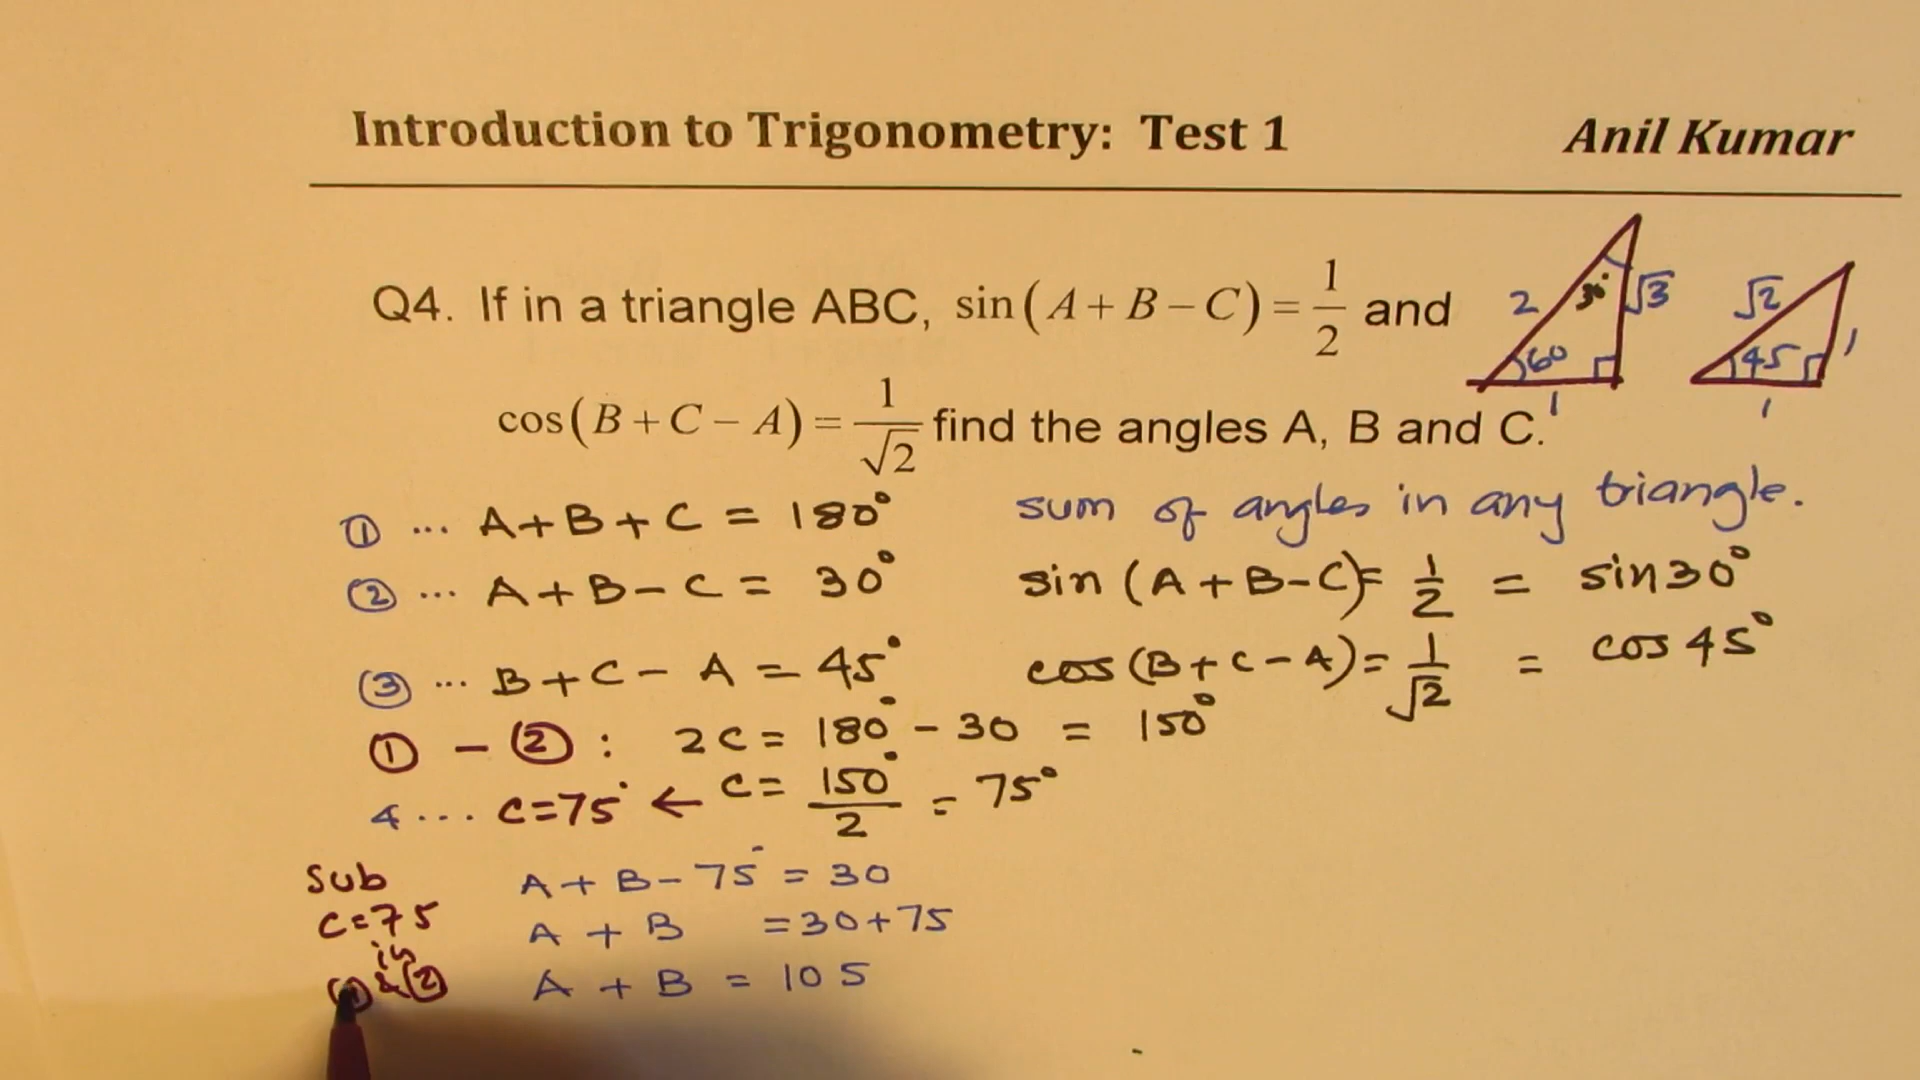 Introduction to Trigonometry: Test 1 Anil Kumar
Q4. If in a triangle ABC, sin(A+B−C)=1/2 and
cos(B+C−A)=1/√2 find the angles A, B and C.
2 30° √3 60 1
√2 45 1 1
① ... A+B+C = 180° sum of angles in any triangle.
② ... A+B−C = 30° sin(A+B−C)= 1/2 = sin30°
③ ... B+C−A = 45° cos(B+C−A)= 1/√2 = cos 45°
① − ② : 2C = 180° − 30 = 150°
4 ... C=75° ← C= 150°/2 = 75°
Sub A+B−75° = 30
C=75 A + B = 30+75
in
① & ② A + B = 105